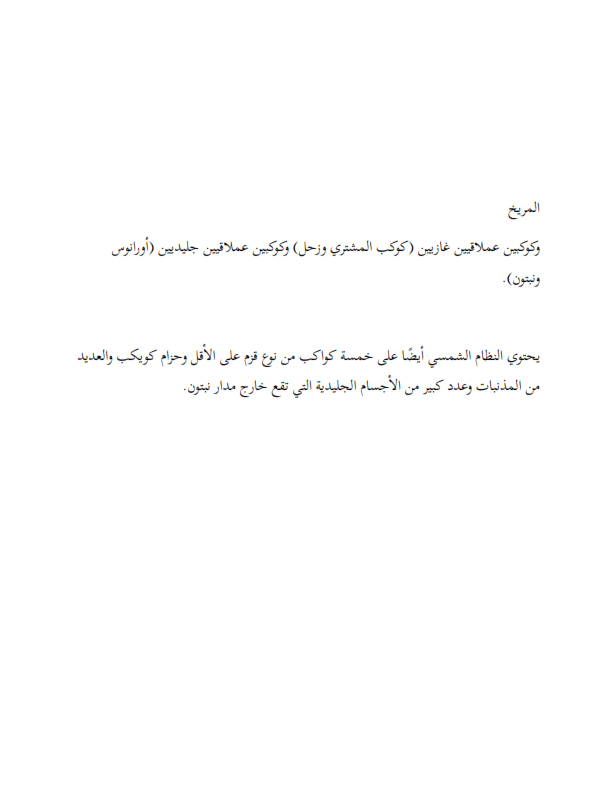 المريخ
وكوكبين عملاقيين غازيين (كوكب المشتري وزحل) وكوكبين عملاقيين جليديين (أورانوس
ونبتون).
يحتوي النظام الشمسي أيضًا على خمسة كواكب من نوع قزم على الأقل وحزام كويكب والعديد
من المذنبات وعدد كبير من الأجسام الجليدية التي تقع خارج مدار نبتون.